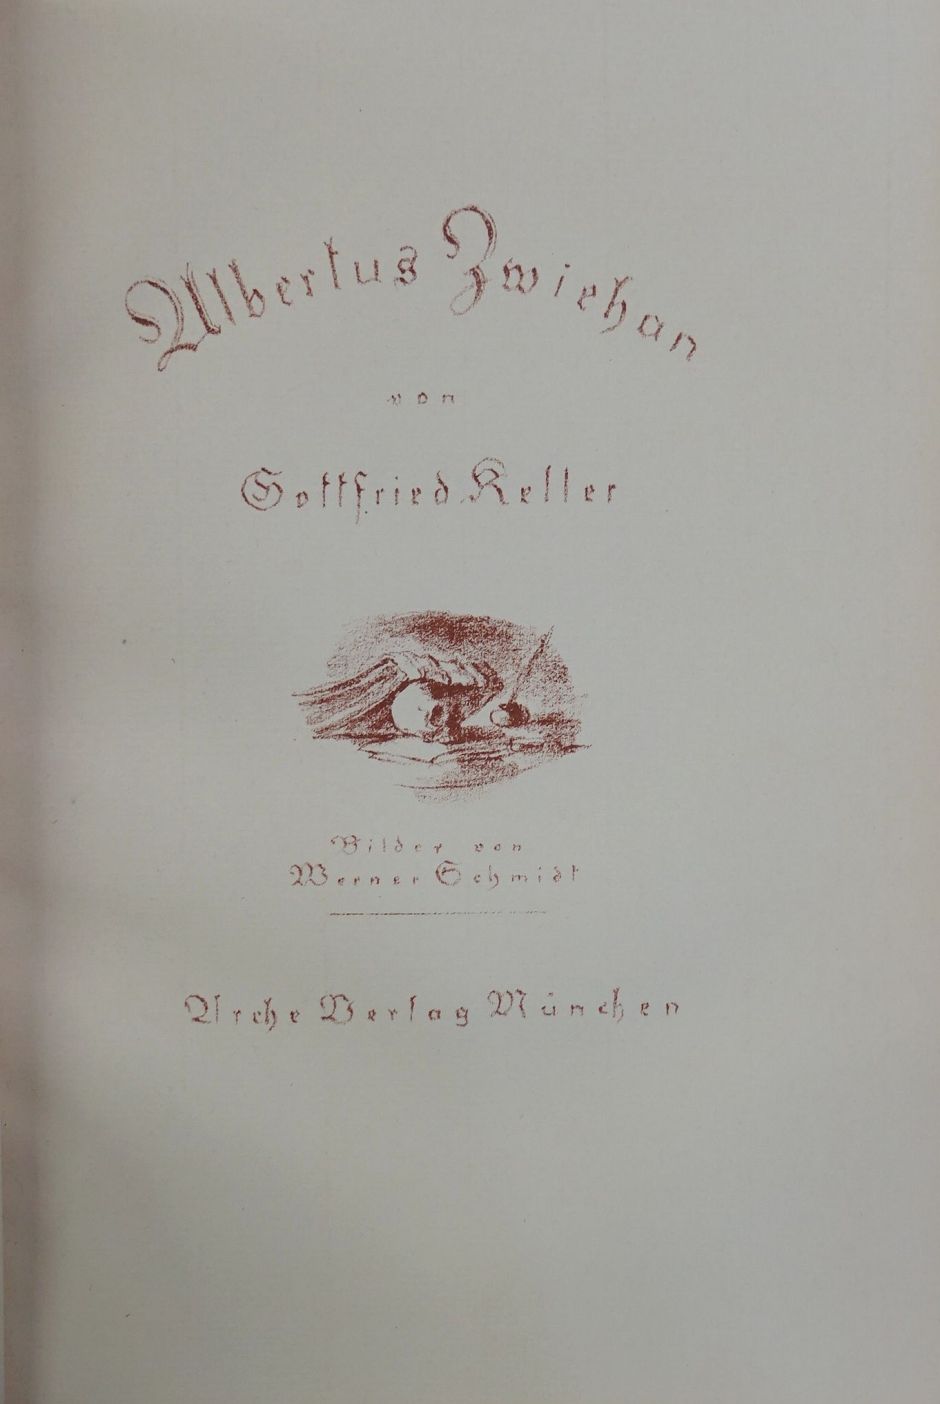 Albertus Zwiehan
von
Gottfried Keller
Bilder von
Werner Schmidt
Arche Verlag München